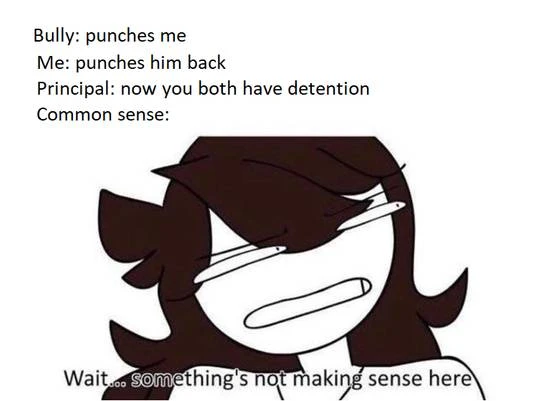 Bully: punches me
Me: punches him back
Principal: now you both have detention
Common sense:
Wait... something's not making sense here